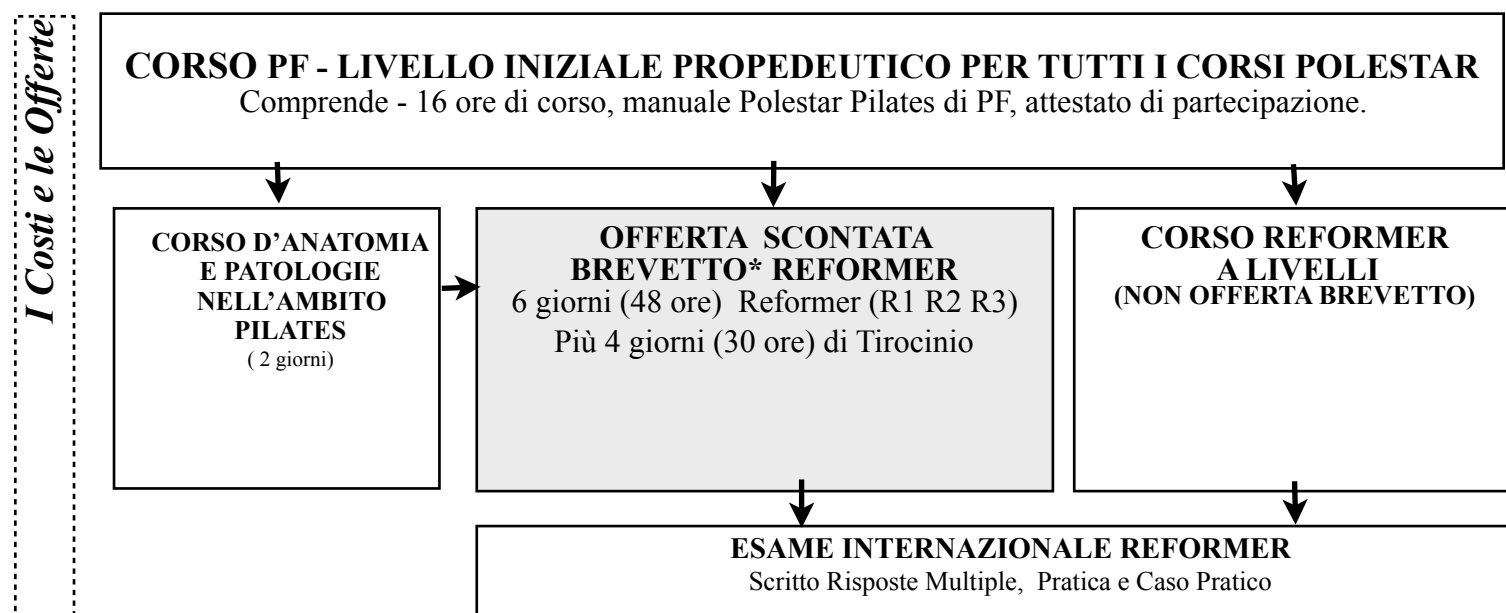 I Costi e le Offerte
CORSO PF - LIVELLO INIZIALE PROPEDEUTICO PER TUTTI I CORSI POLESTAR
Comprende - 16 ore di corso, manuale Polestar Pilates di PF, attestato di partecipazione.
CORSO D’ANATOMIA
E PATOLOGIE
NELL’AMBITO
PILATES
( 2 giorni)
OFFERTA SCONTATA
BREVETTO* REFORMER
6 giorni (48 ore) Reformer (R1 R2 R3)
Più 4 giorni (30 ore) di Tirocinio
CORSO REFORMER
A LIVELLI
(NON OFFERTA BREVETTO)
ESAME INTERNAZIONALE REFORMER
Scritto Risposte Multiple, Pratica e Caso Pratico